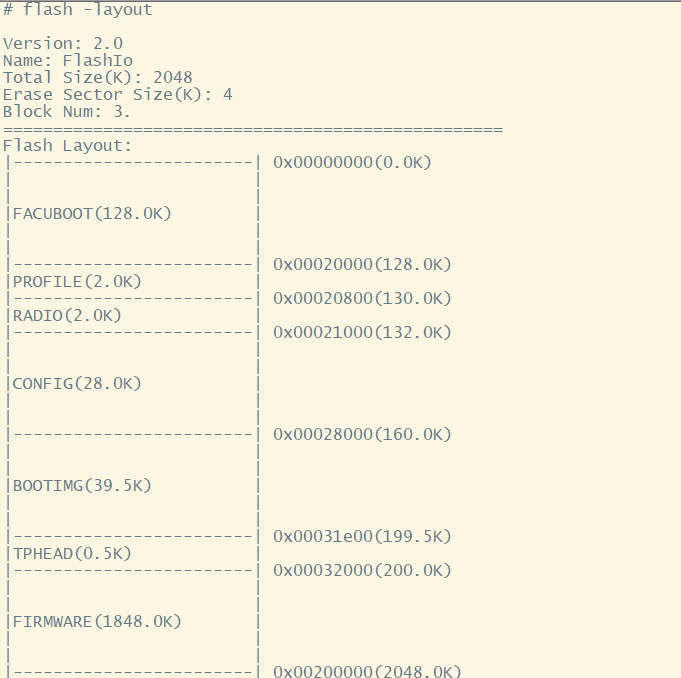 # flash -layout
Version: 2.0
Name: FlashIo
Total Size(K): 2048
Erase Sector Size(K): 4
Block Num: 3.
==================================================
Flash Layout:
|------------------------| 0x00000000(0.0K)
|                        |
|                        |
|FACUBOOT(128.0K)        |
|                        |
|                        |
|------------------------| 0x00020000(128.0K)
|PROFILE(2.0K)           |
|------------------------| 0x00020800(130.0K)
|RADIO(2.0K)             |
|------------------------| 0x00021000(132.0K)
|                        |
|                        |
|CONFIG(28.0K)           |
|                        |
|                        |
|------------------------| 0x00028000(160.0K)
|                        |
|                        |
|BOOTIMG(39.5K)          |
|                        |
|                        |
|------------------------| 0x00031e00(199.5K)
|TPHEAD(0.5K)            |
|------------------------| 0x00032000(200.0K)
|                        |
|                        |
|FIRMWARE(1848.0K)       |
|                        |
|                        |
|------------------------| 0x00200000(2048.0K)